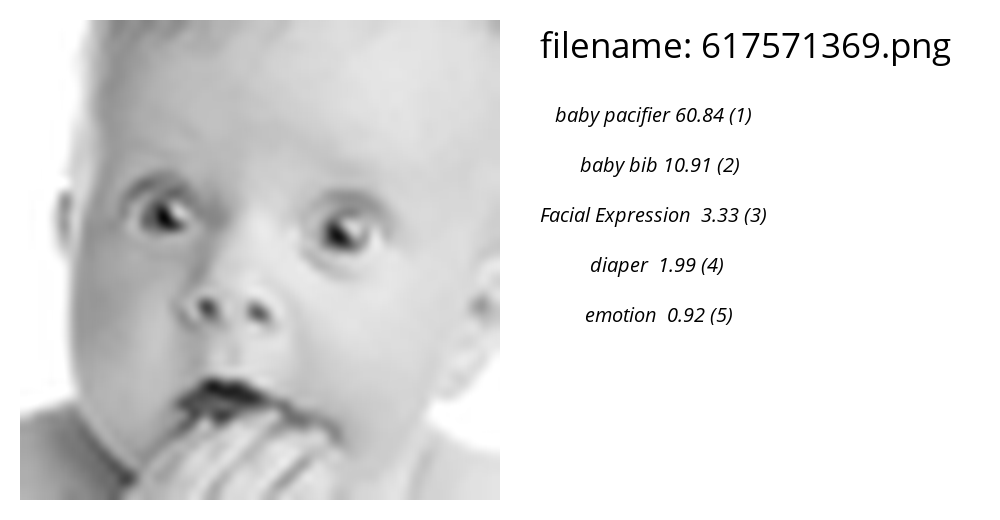 filename: 617571369.png
baby pacifier 60.84 (1)
baby bib 10.91 (2)
Facial Expression 3.33 (3)
diaper 1.99 (4)
emotion 0.92 (5)